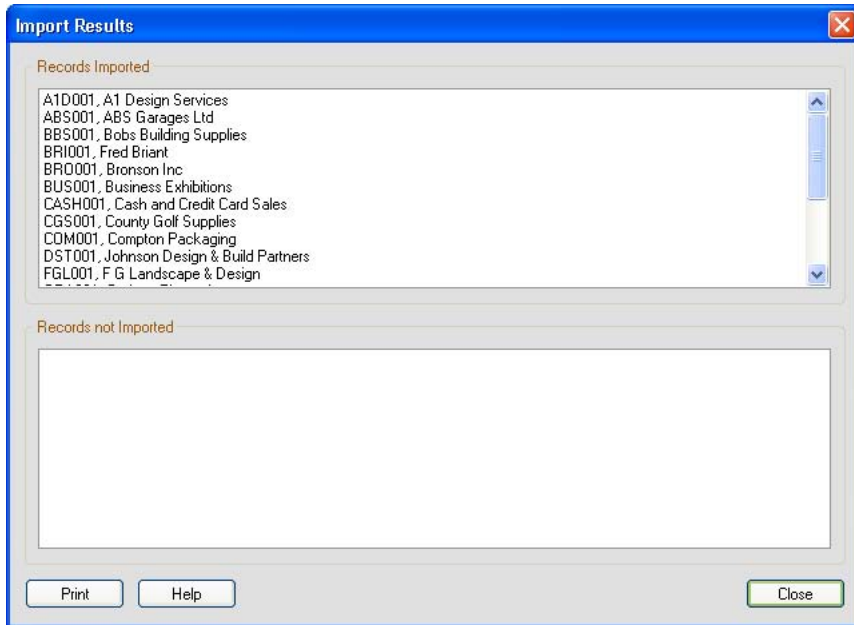 Import Results
Records Imported
A1D001, A1 Design Services
ABS001, ABS Garages Ltd
BBS001, Bobs Building Supplies
BRI001, Fred Briant
BRO001, Bronson Inc
BUS001, Business Exhibitions
CASH001, Cash and Credit Card Sales
CGS001, County Golf Supplies
COM001, Compton Packaging
DST001, Johnson Design & Build Partners
FGL001, F G Landscape & Design
Records not Imported
Print Help Close